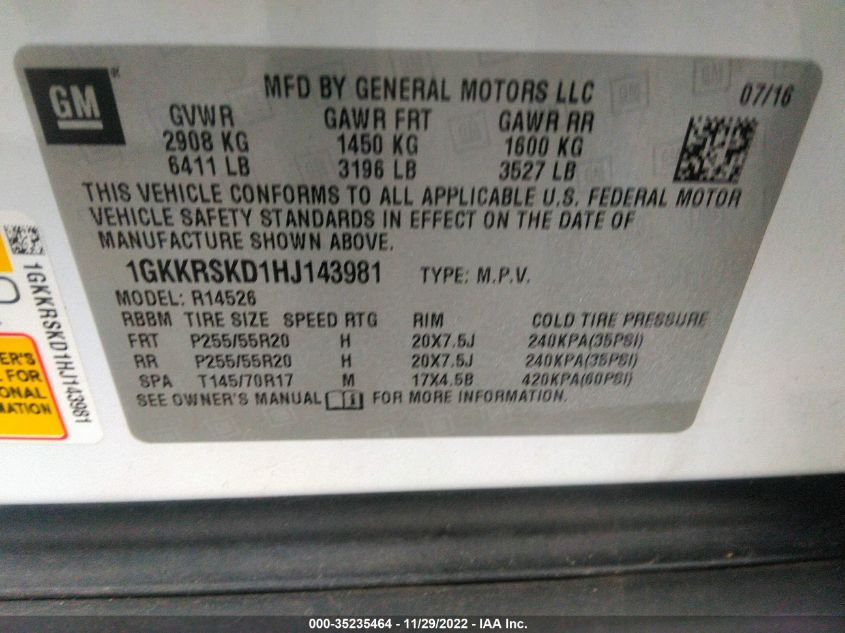 GM
MFD BY GENERAL MOTORS LLC 07/16
GVWR GAWR FRT GAWR RR
2908 KG 1450 KG 1600 KG
6411 LB 3196 LB 3527 LB
THIS VEHICLE CONFORMS TO ALL APPLICABLE U.S. FEDERAL MOTOR
VEHICLE SAFETY STANDARDS IN EFFECT ON THE DATE OF
MANUFACTURE SHOWN ABOVE.
1GKKRSKD1HJ143981 TYPE: M.P.V.
MODEL: R14526
RBBM TIRE SIZE SPEED RTG RIM COLD TIRE PRESSURE
FRT P255/55R20 H 20X7.5J 240KPA(35PSI)
RR P255/55R20 H 20X7.5J 240KPA(35PSI)
SPA T145/70R17 M 17X4.5B 420KPA(60PSI)
SEE OWNER'S MANUAL FOR MORE INFORMATION.
1GKKRSKD1HJ143981
ER'S
L FOR
ONAL
MATION
000-35235464 - 11/29/2022 - IAA Inc.